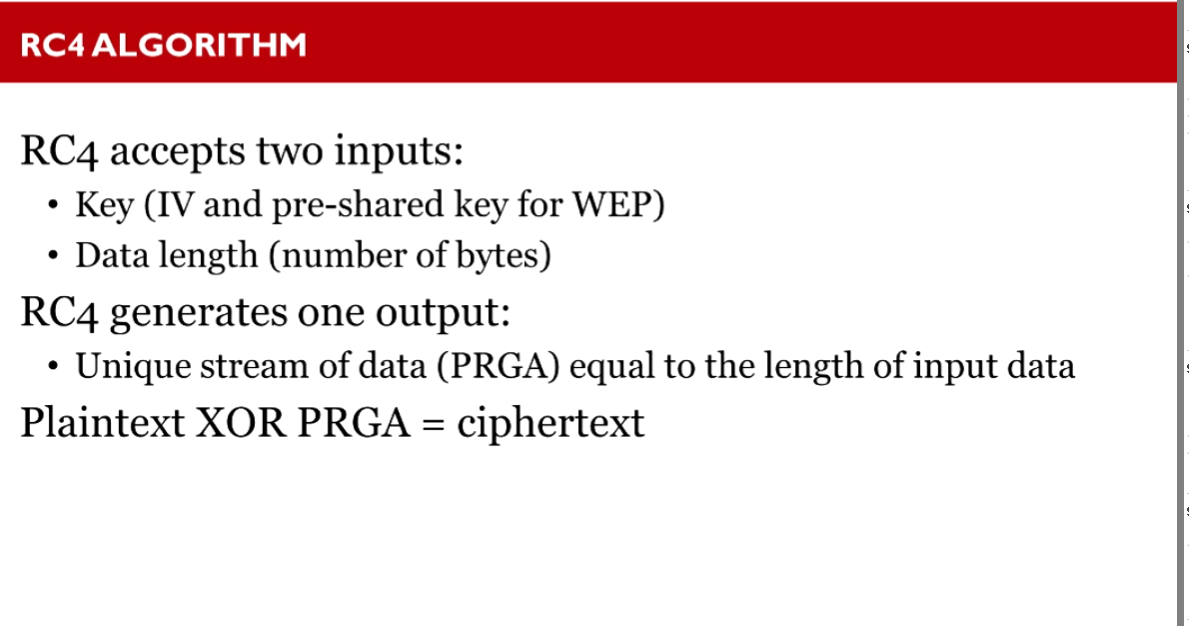 RC4 ALGORITHM
RC4 accepts two inputs:
• Key (IV and pre-shared key for WEP)
• Data length (number of bytes)
RC4 generates one output:
• Unique stream of data (PRGA) equal to the length of input data
Plaintext XOR PRGA = ciphertext